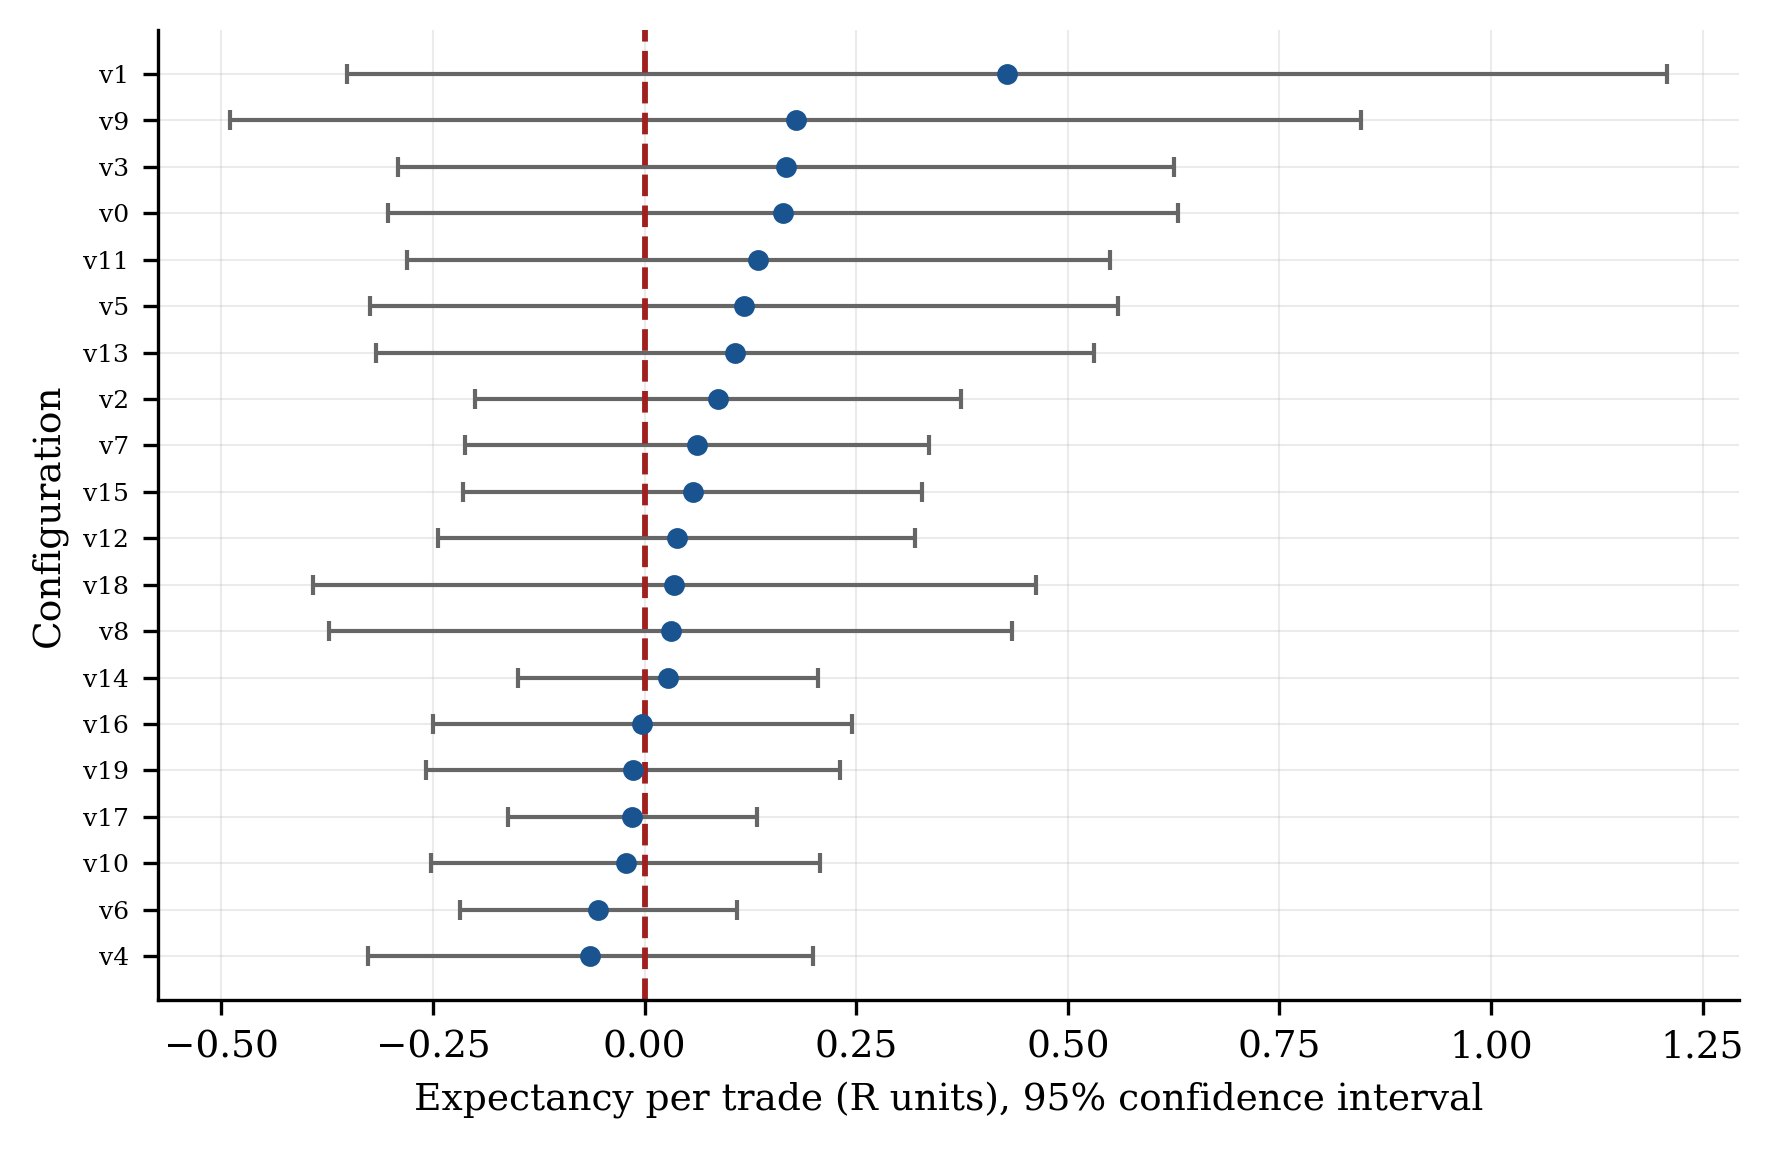 v1
v9
v3
v0
v11
v5
v13
v2
v7
v15
v12
v18
v8
v14
v16
v19
v17
v10
v6
v4
Configuration
−0.50 −0.25 0.00 0.25 0.50 0.75 1.00 1.25
Expectancy per trade (R units), 95% confidence interval